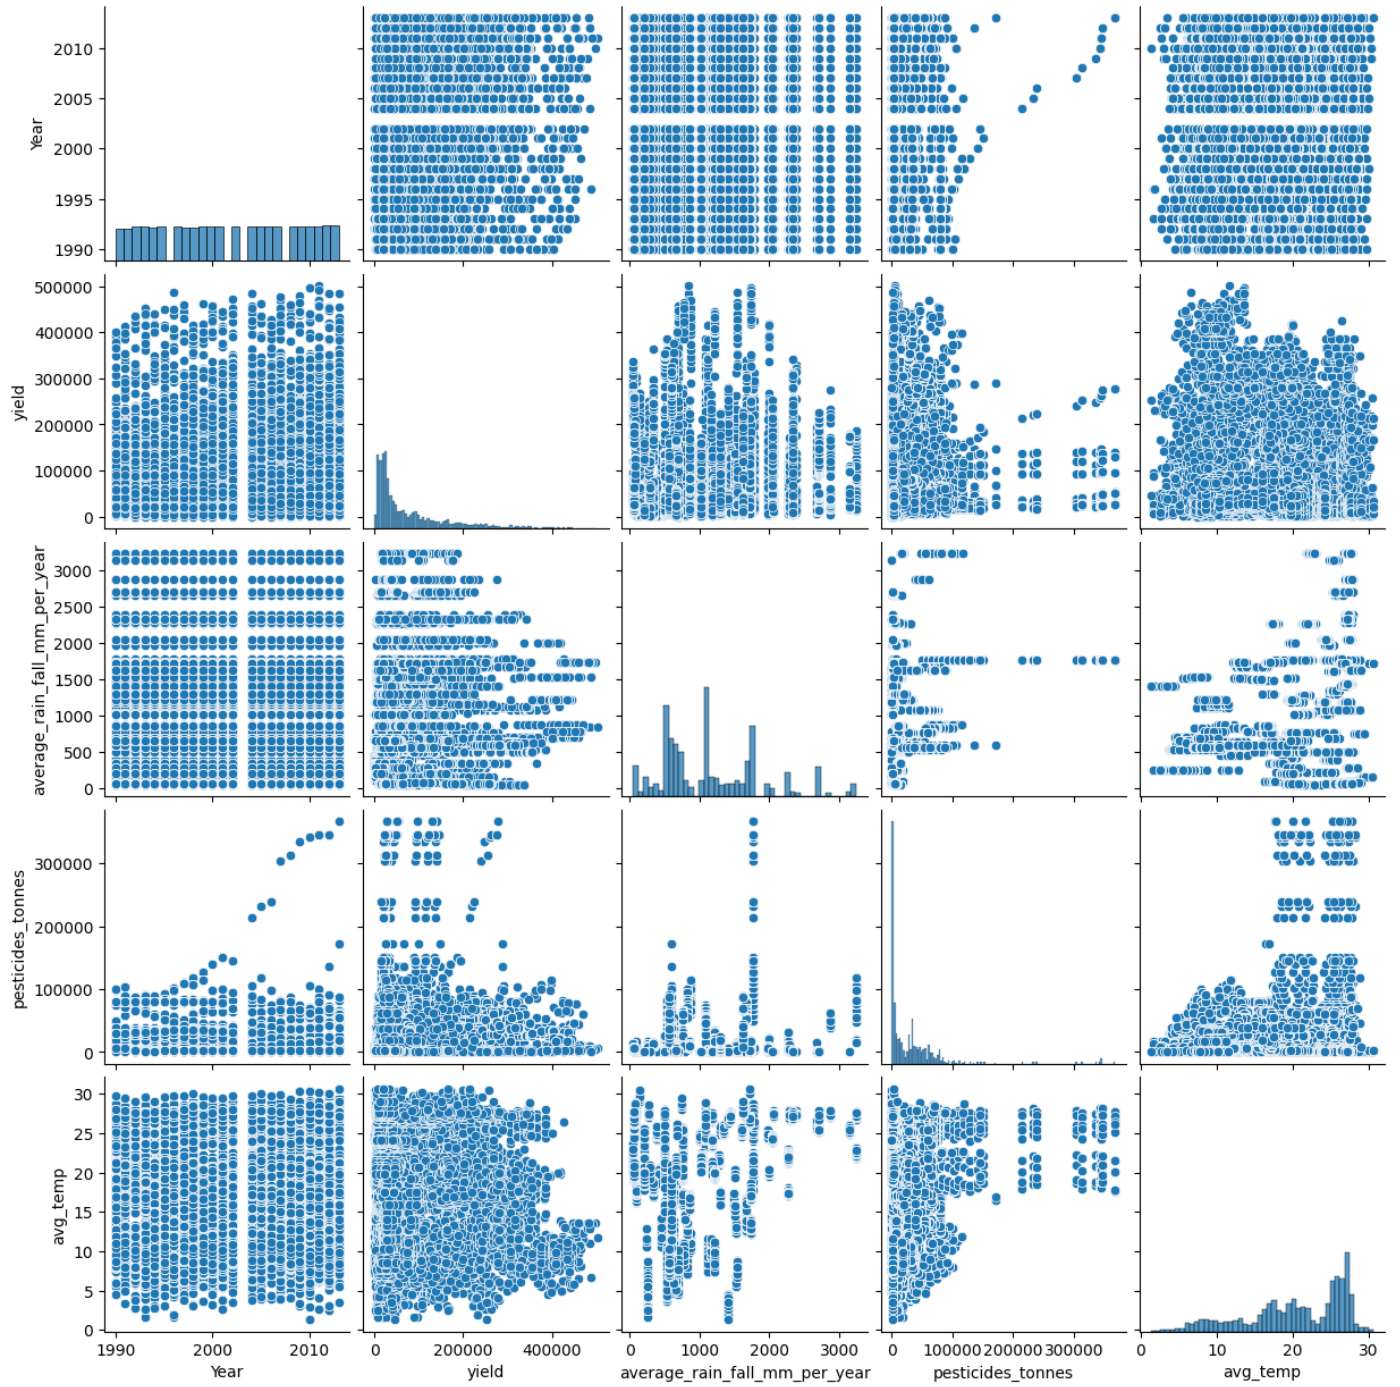 2010
2005
2000
1995
1990
Year
500000
400000
300000
200000
100000
0
yield
3000
2500
2000
1500
1000
500
0
average_rain_fall_mm_per_year
300000
200000
100000
0
pesticides_tonnes
30
25
20
15
10
5
0
avg_temp
1990 2000 2010
Year
0 200000 400000
yield
0 1000 2000 3000
average_rain_fall_mm_per_year
0 100000 200000 300000
pesticides_tonnes
0 10 20 30
avg_temp